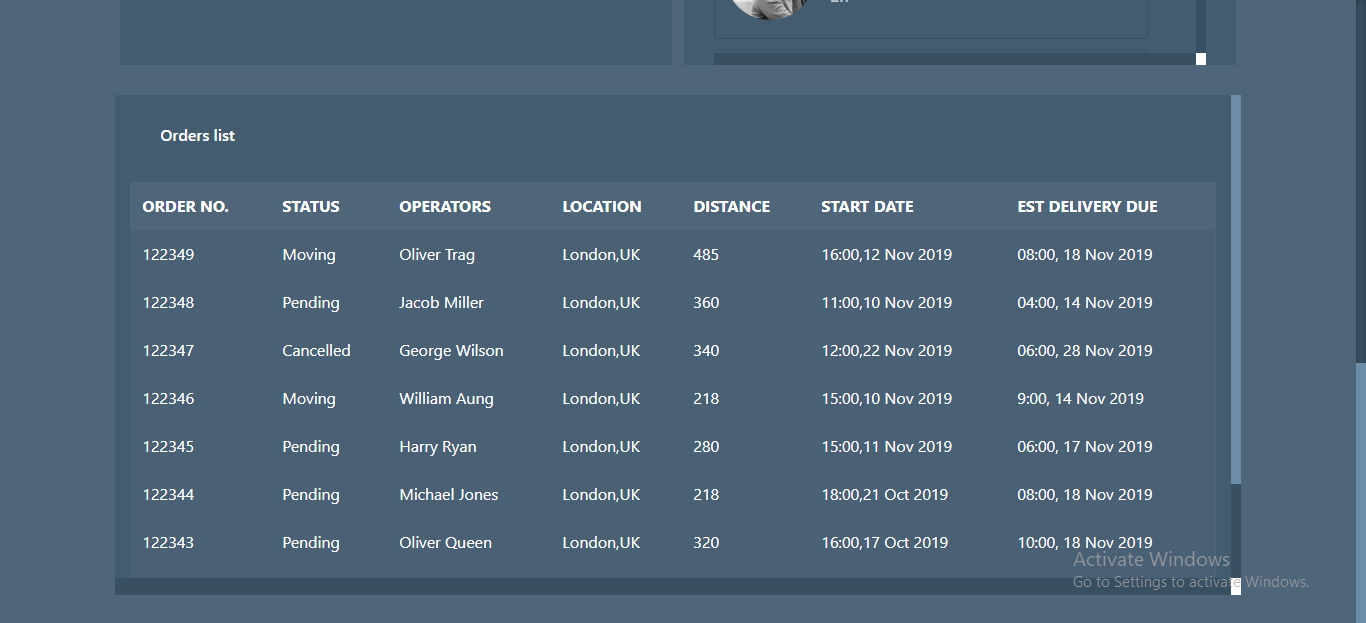 Orders list
ORDER NO. STATUS OPERATORS LOCATION DISTANCE START DATE EST DELIVERY DUE
122349 Moving Oliver Trag London,UK 485 16:00,12 Nov 2019 08:00, 18 Nov 2019
122348 Pending Jacob Miller London,UK 360 11:00,10 Nov 2019 04:00, 14 Nov 2019
122347 Cancelled George Wilson London,UK 340 12:00,22 Nov 2019 06:00, 28 Nov 2019
122346 Moving William Aung London,UK 218 15:00,10 Nov 2019 9:00, 14 Nov 2019
122345 Pending Harry Ryan London,UK 280 15:00,11 Nov 2019 06:00, 17 Nov 2019
122344 Pending Michael Jones London,UK 218 18:00,21 Oct 2019 08:00, 18 Nov 2019
122343 Pending Oliver Queen London,UK 320 16:00,17 Oct 2019 10:00, 18 Nov 2019
Activate Windows
Go to Settings to activate Windows.